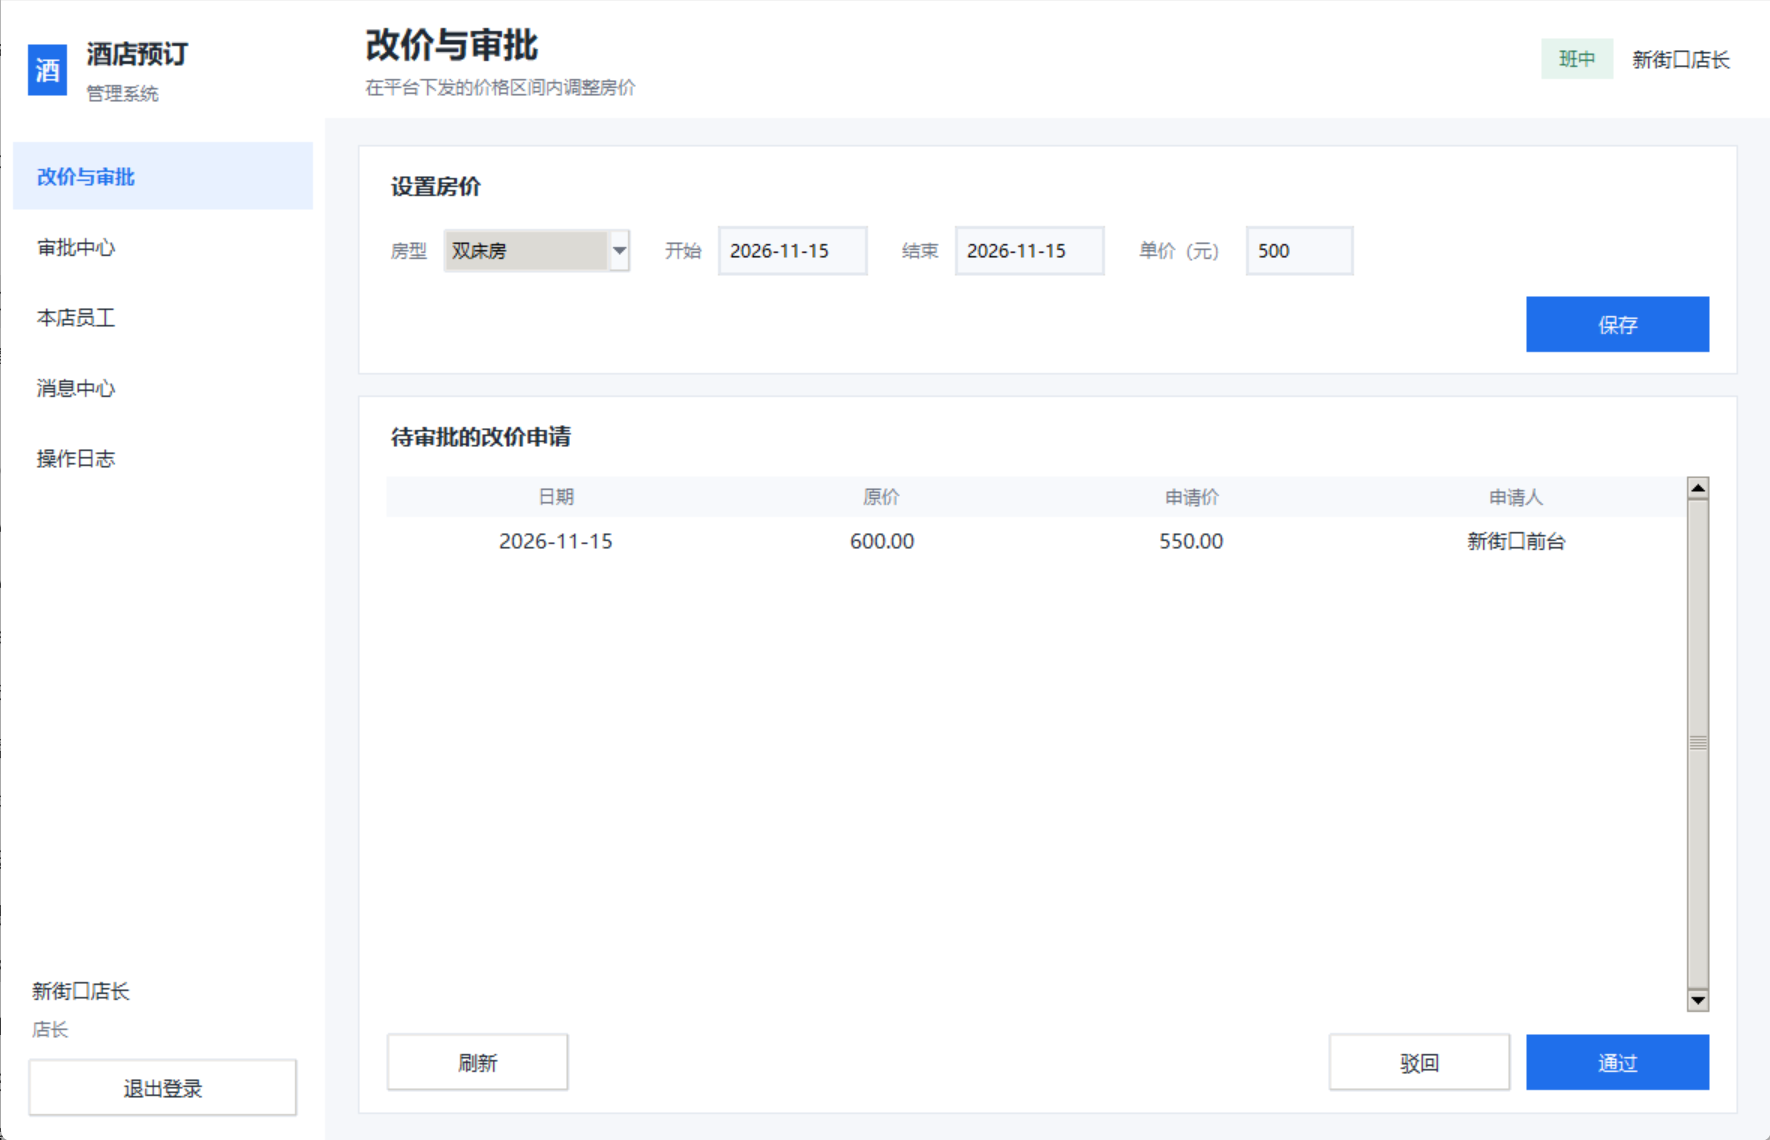 酒
酒店预订
管理系统
改价与审批
审批中心
本店员工
消息中心
操作日志
新街口店长
店长
退出登录
改价与审批
在平台下发的价格区间内调整房价
班中
新街口店长
设置房价
房型 双床房 开始 2026-11-15 结束 2026-11-15 单价（元） 500
保存
待审批的改价申请
日期 原价 申请价 申请人
2026-11-15 600.00 550.00 新街口前台
刷新 驳回 通过